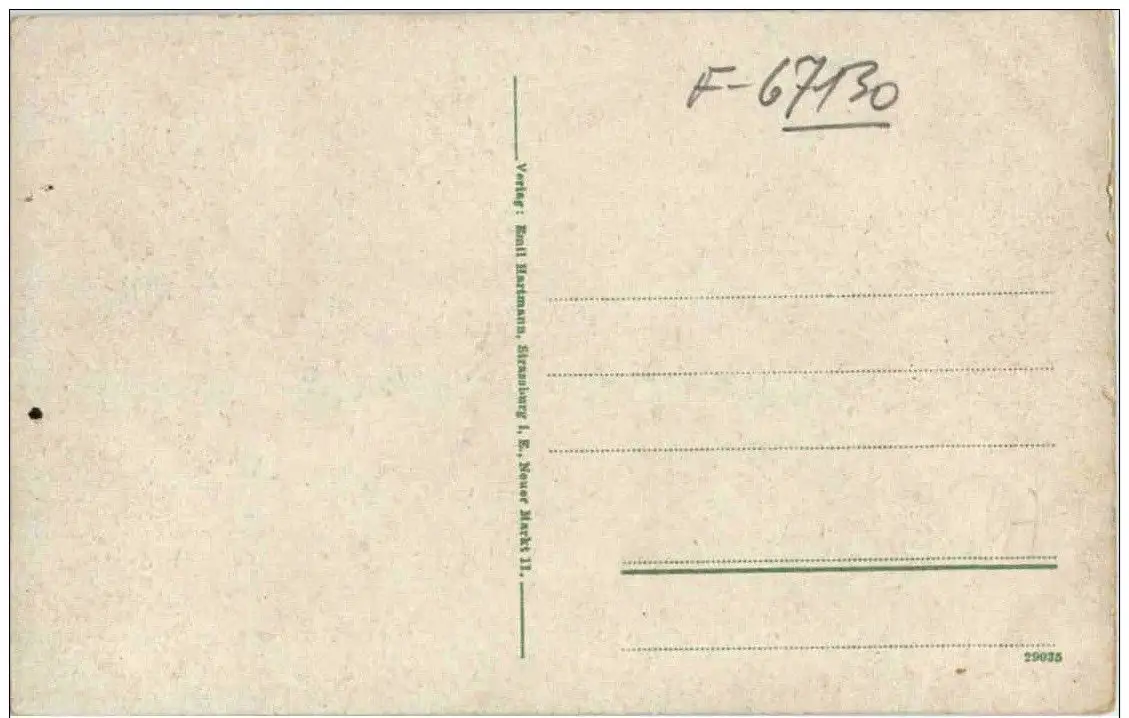 F-67130
Verlag: Emil Hartmann, Strassburg i. E., Neuer Markt 11.
29035